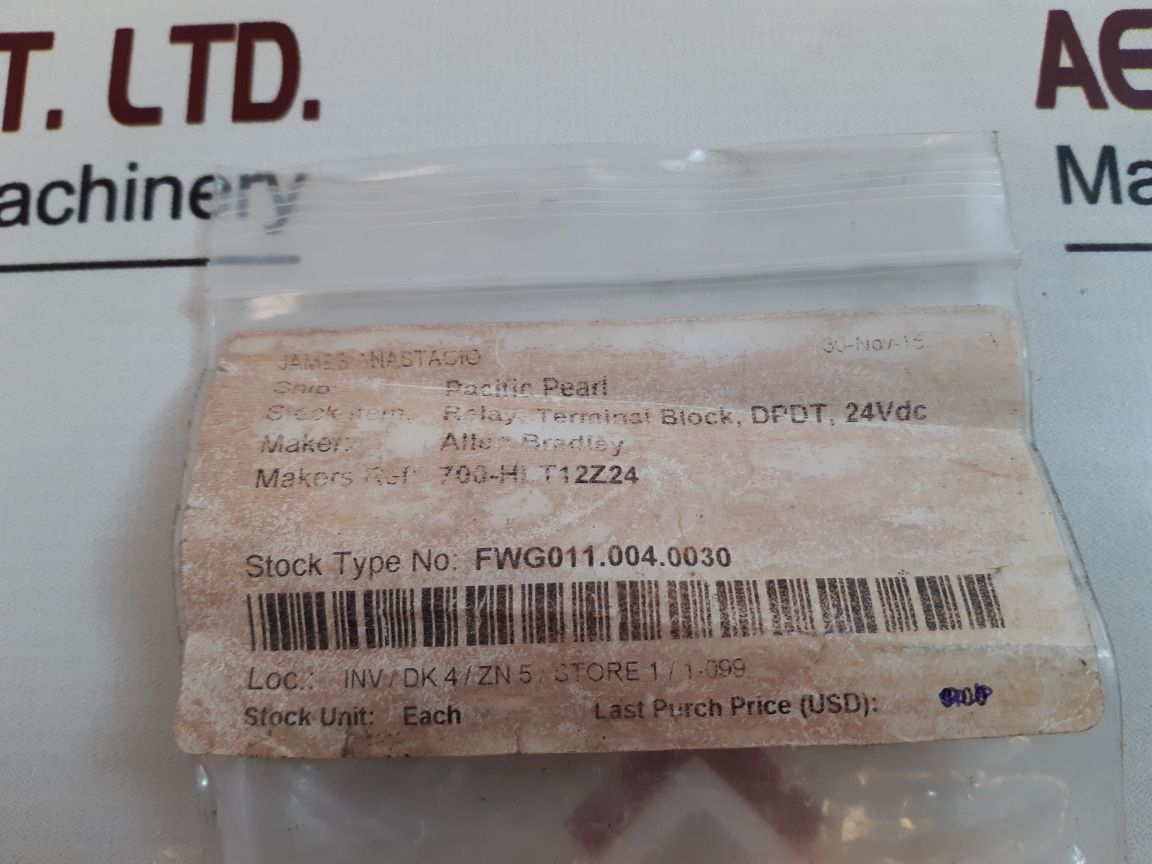 T. LTD.
achinery
AE
Ma
JAMES ANASTACIO 30-Nov-16
Ship: Pacific Pearl
Stock Item: Relay, Terminal Block, DPDT, 24Vdc
Maker: Allen Bradley
Makers Ref: 700-HLT12Z24
Stock Type No: FWG011.004.0030
Loc.: INV / DK 4 / ZN 5 : STORE 1 / 1-099
Stock Unit: Each Last Purch Price (USD):